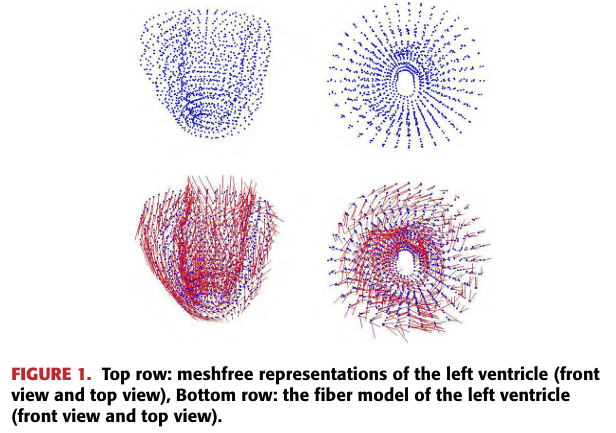 FIGURE 1. Top row: meshfree representations of the left ventricle (front
view and top view), Bottom row: the fiber model of the left ventricle
(front view and top view).